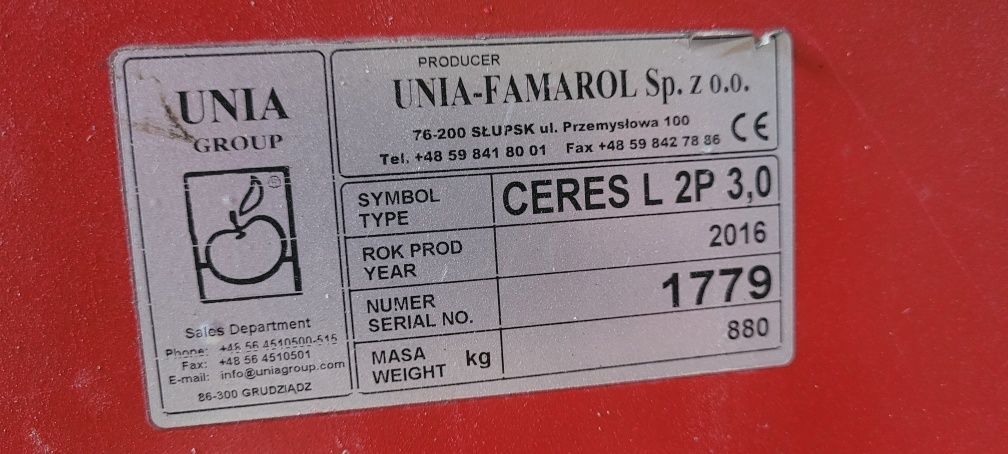 UNIA
GROUP
®
Sales Department
Phone: +48 56 4510500-515
Fax: +48 56 4510501
E-mail: info@uniagroup.com
86-300 GRUDZIĄDZ
PRODUCER
UNIA-FAMAROL Sp. z o.o.
76-200 SŁUPSK ul. Przemysłowa 100
Tel. +48 59 841 80 01 Fax +48 59 842 78 86
CE
SYMBOL
TYPE
CERES L 2P 3,0
ROK PROD
YEAR
2016
NUMER
SERIAL NO.
1779
MASA
WEIGHT kg
880